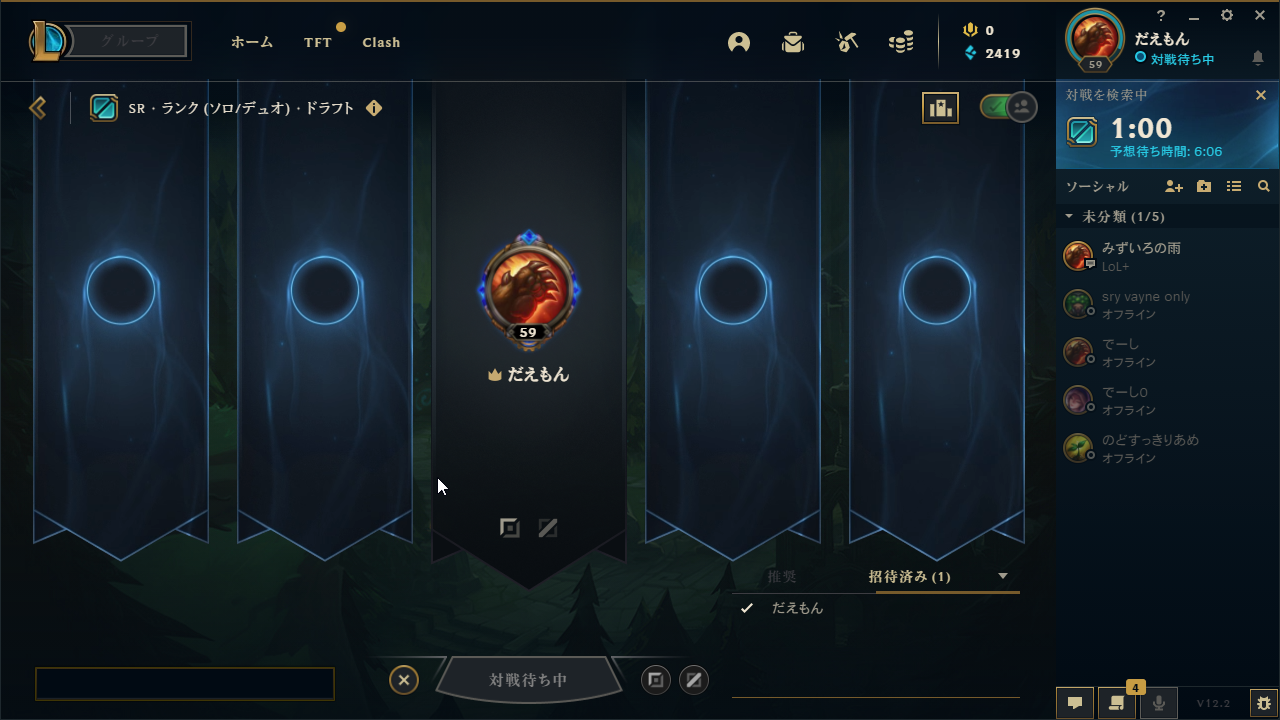 グループ
ホーム
TFT
Clash
0
2419
だえもん
59
対戦待ち中
SR・ランク (ソロ/デュオ)・ドラフト
対戦を検索中
1:00
予想待ち時間: 6:06
ソーシャル
未分類 (1/5)
みずいろの雨
LoL+
sry vayne only
オフライン
でーし
オフライン
でーし0
オフライン
のどすっきりあめ
オフライン
59
だえもん
推奨
招待済み (1)
だえもん
対戦待ち中
4
V12.2